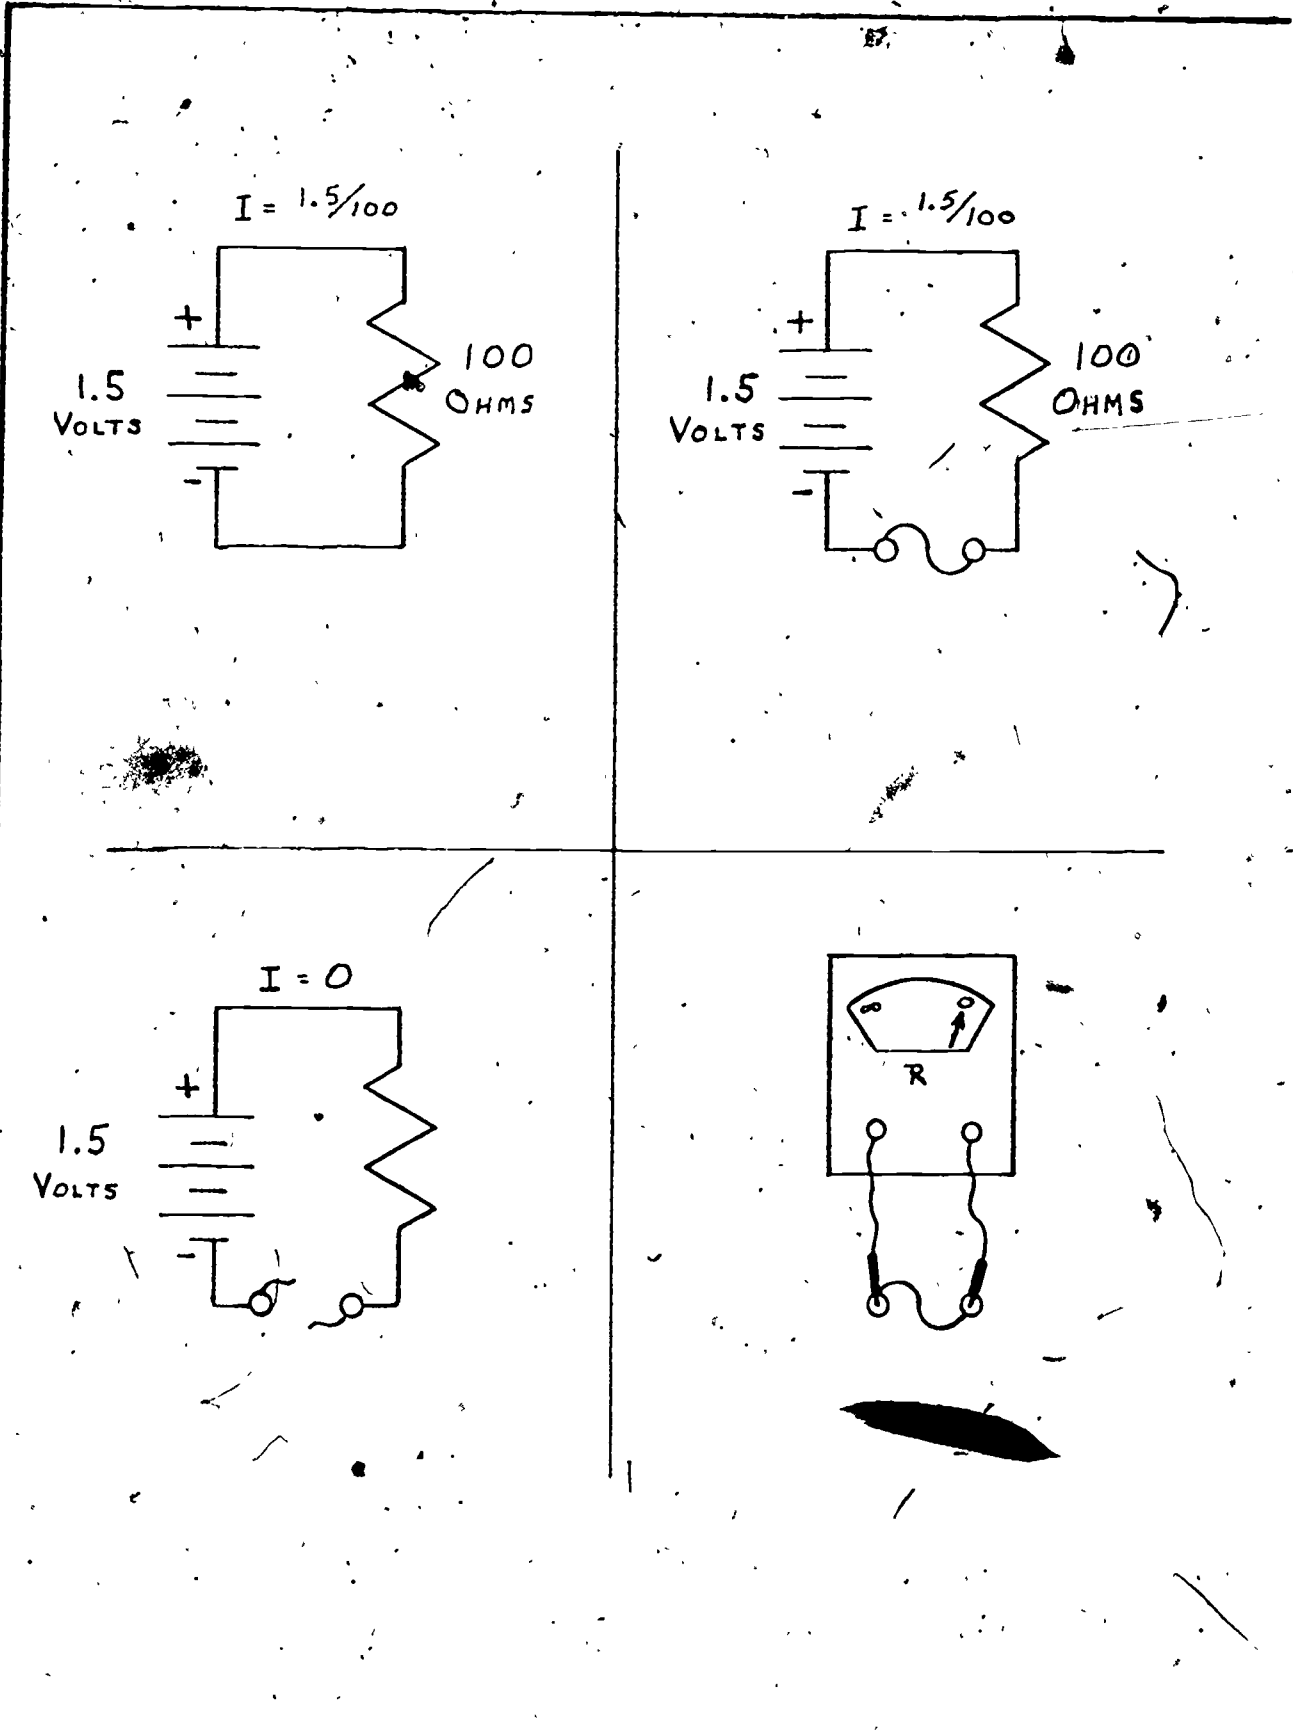 I = 1.5/100
+
1.5
VOLTS
-
100
OHMS
I = 1.5/100
+
1.5
VOLTS
-
100
OHMS
I = 0
+
1.5
VOLTS
-
∞ 0
R